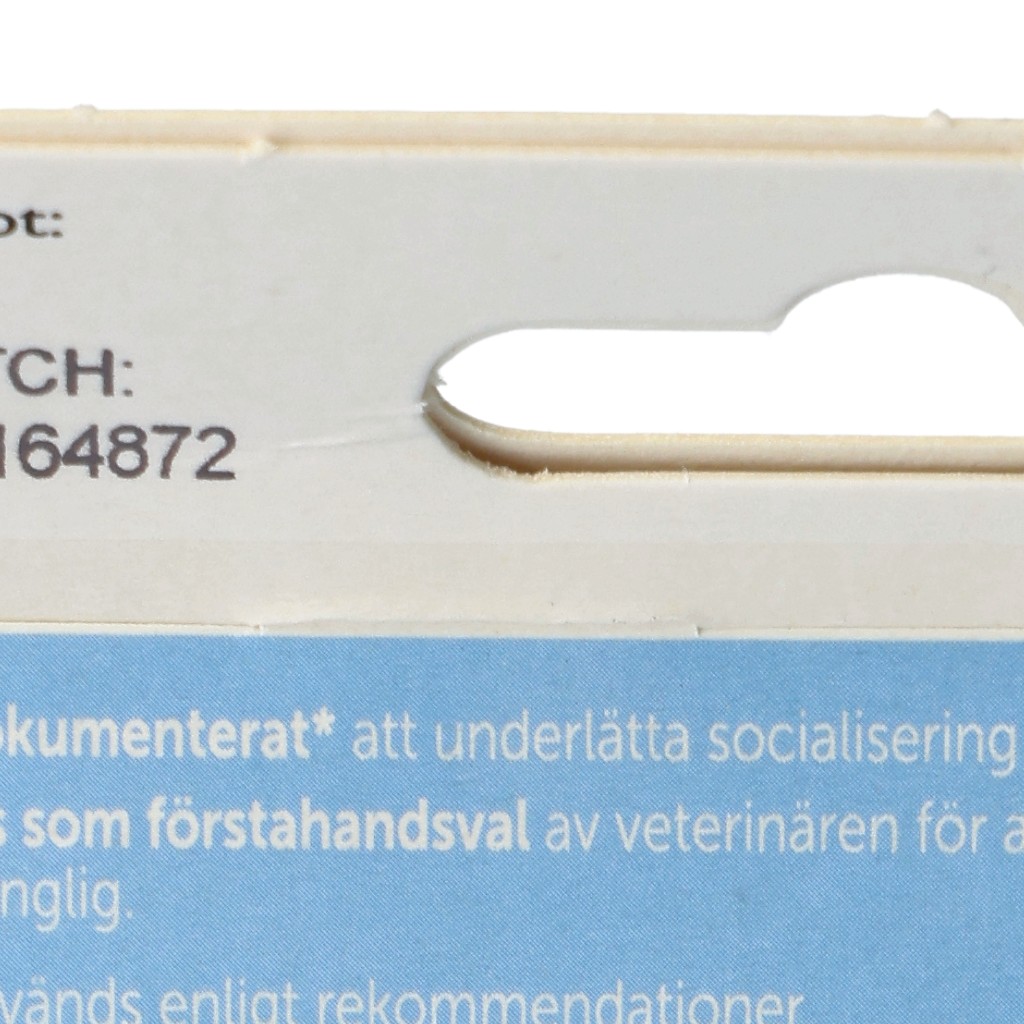 ot:
TCH:
164872
okumenterat* att underlätta socialisering
s som förstahandsval av veterinären för a
nglig.
vänds enligt rekommendationer